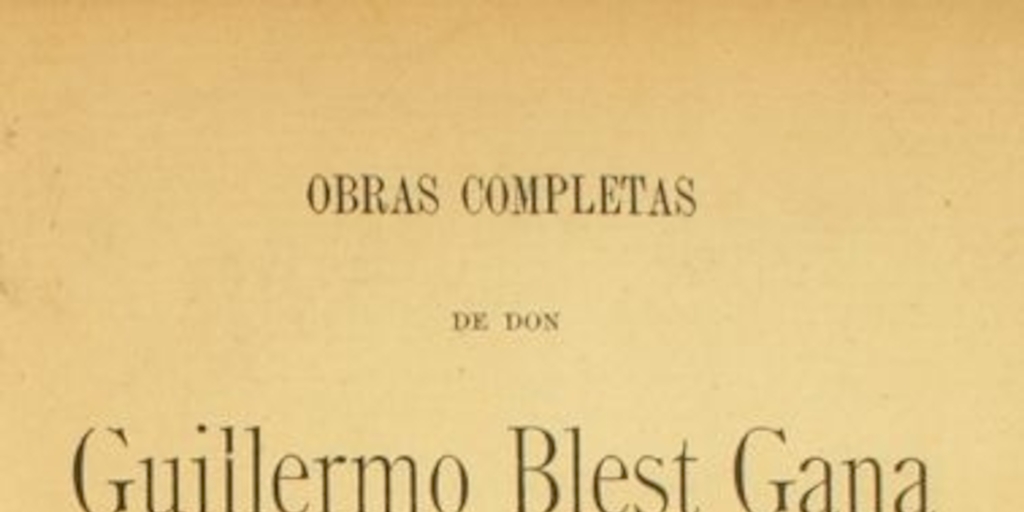 OBRAS COMPLETAS
DE DON
Guillermo Blest Gana